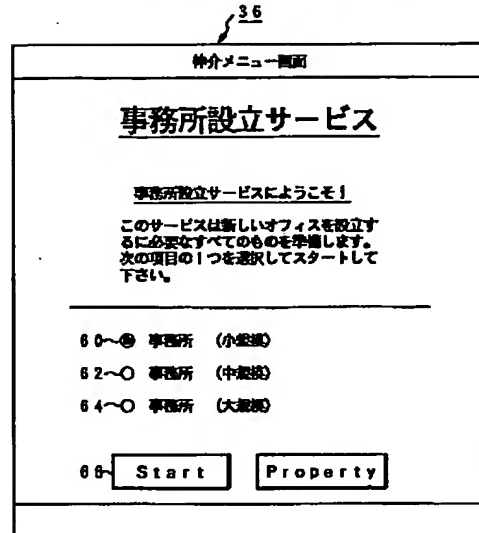 36
仲介メニュー画面
事務所設立サービス
事務所設立サービスにようこそ!
このサービスは新しいオフィスを設立す
るに必要なすべてのものを準備します。
次の項目の1つを選択してスタートして
下さい。
60 事務所 (小規模)
62 事務所 (中規模)
64 事務所 (大規模)
66 Start Property